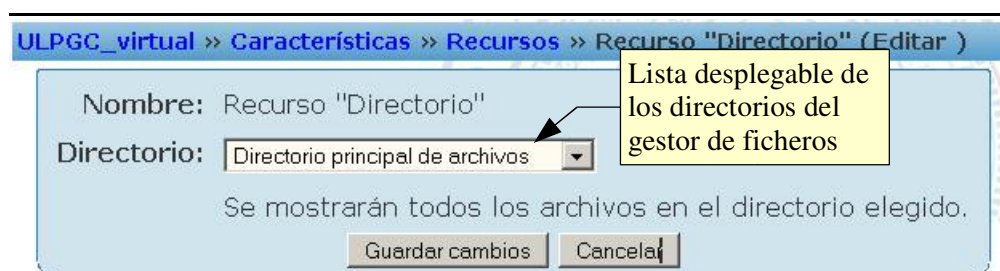 ULPGC_virtual » Características » Recursos » Recurso "Directorio" (Editar )
Lista desplegable de
los directorios del
gestor de ficheros
Nombre: Recurso "Directorio"
Directorio: Directorio principal de archivos
Se mostrarán todos los archivos en el directorio elegido.
Guardar cambios Cancelar